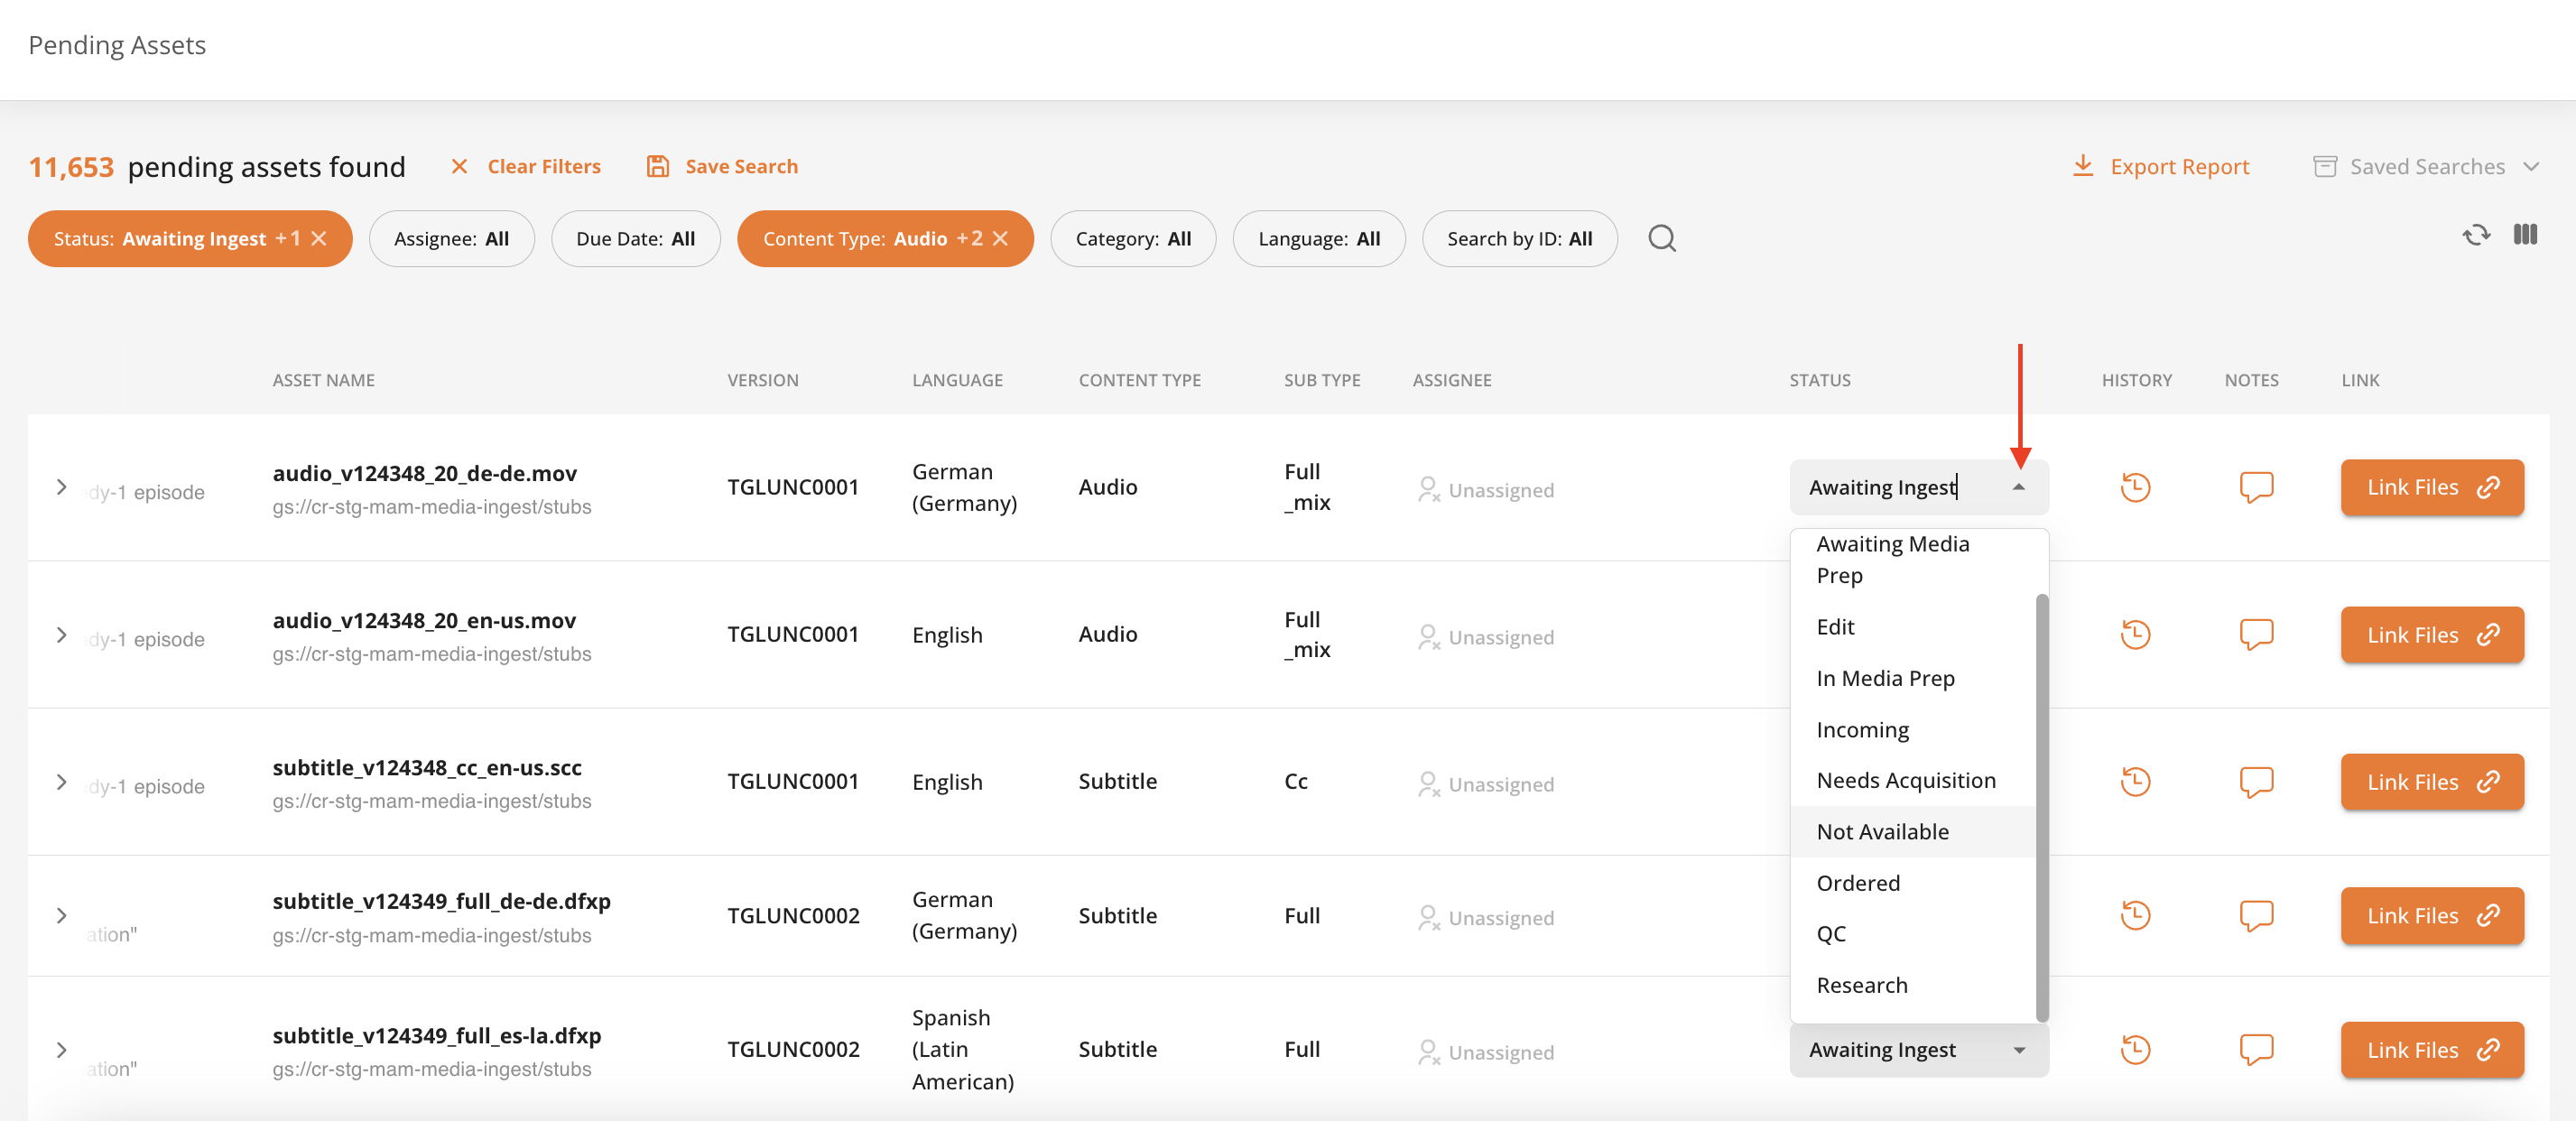 Pending Assets
11,653 pending assets found Clear Filters Save Search Export Report Saved Searches
Status: Awaiting Ingest +1 Assignee: All Due Date: All Content Type: Audio +2 Category: All Language: All Search by ID: All
ASSET NAME VERSION LANGUAGE CONTENT TYPE SUB TYPE ASSIGNEE STATUS HISTORY NOTES LINK
dy-1 episode
audio_v124348_20_de-de.mov
gs://cr-stg-mam-media-ingest/stubs
TGLUNC0001
German
(Germany)
Audio
Full
_mix
Unassigned
Awaiting Ingest
Link Files
Awaiting Media
Prep
Edit
In Media Prep
Incoming
Needs Acquisition
Not Available
Ordered
QC
Research
dy-1 episode
audio_v124348_20_en-us.mov
gs://cr-stg-mam-media-ingest/stubs
TGLUNC0001
English
Audio
Full
_mix
Unassigned
Link Files
dy-1 episode
subtitle_v124348_cc_en-us.scc
gs://cr-stg-mam-media-ingest/stubs
TGLUNC0001
English
Subtitle
Cc
Unassigned
Link Files
ation"
subtitle_v124349_full_de-de.dfxp
gs://cr-stg-mam-media-ingest/stubs
TGLUNC0002
German
(Germany)
Subtitle
Full
Unassigned
Link Files
ation"
subtitle_v124349_full_es-la.dfxp
gs://cr-stg-mam-media-ingest/stubs
TGLUNC0002
Spanish
(Latin
American)
Subtitle
Full
Unassigned
Awaiting Ingest
Link Files